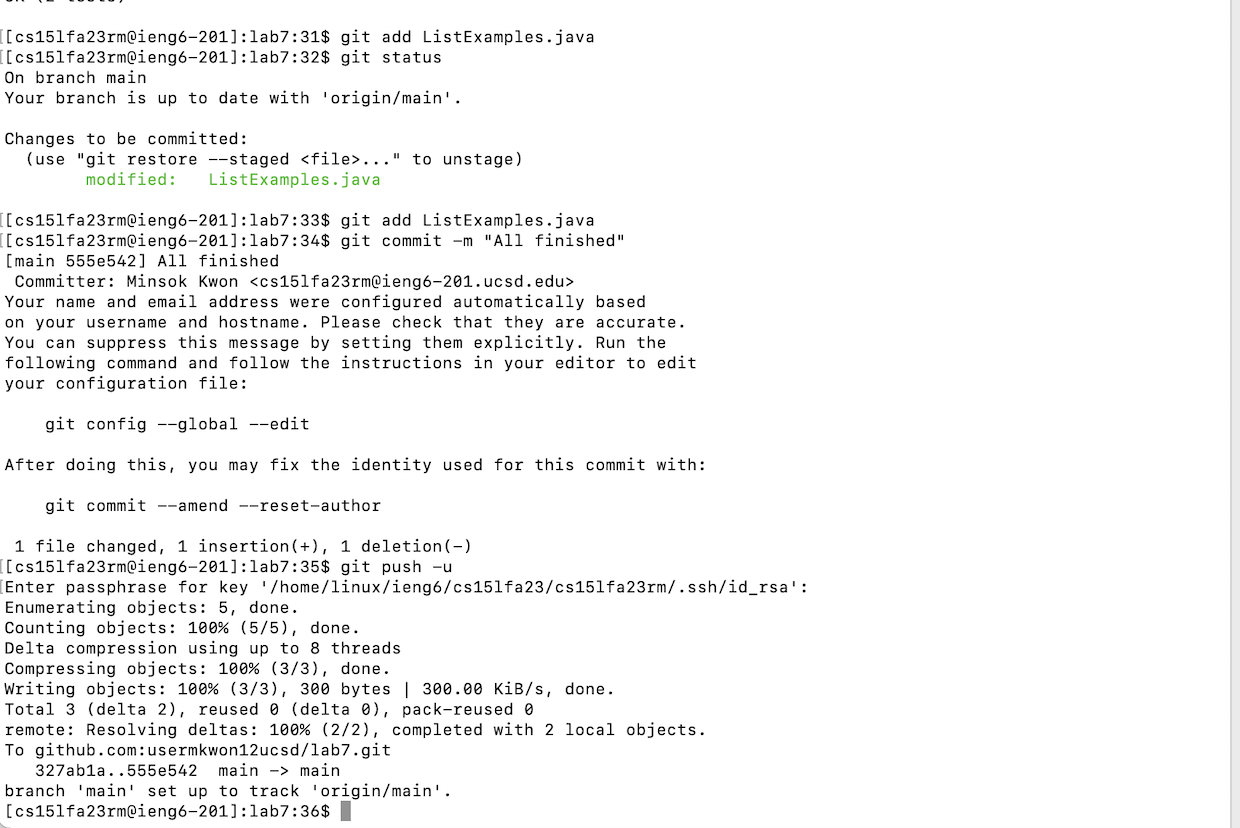 [[cs15lfa23rm@ieng6-201]:lab7:31$ git add ListExamples.java
[[cs15lfa23rm@ieng6-201]:lab7:32$ git status
On branch main
Your branch is up to date with 'origin/main'.
Changes to be committed:
  (use "git restore --staged <file>..." to unstage)
        modified:   ListExamples.java
[[cs15lfa23rm@ieng6-201]:lab7:33$ git add ListExamples.java
[[cs15lfa23rm@ieng6-201]:lab7:34$ git commit -m "All finished"
[main 555e542] All finished
 Committer: Minsok Kwon <cs15lfa23rm@ieng6-201.ucsd.edu>
Your name and email address were configured automatically based
on your username and hostname. Please check that they are accurate.
You can suppress this message by setting them explicitly. Run the
following command and follow the instructions in your editor to edit
your configuration file:
    git config --global --edit
After doing this, you may fix the identity used for this commit with:
    git commit --amend --reset-author
 1 file changed, 1 insertion(+), 1 deletion(-)
[[cs15lfa23rm@ieng6-201]:lab7:35$ git push -u
[Enter passphrase for key '/home/linux/ieng6/cs15lfa23/cs15lfa23rm/.ssh/id_rsa':
Enumerating objects: 5, done.
Counting objects: 100% (5/5), done.
Delta compression using up to 8 threads
Compressing objects: 100% (3/3), done.
Writing objects: 100% (3/3), 300 bytes | 300.00 KiB/s, done.
Total 3 (delta 2), reused 0 (delta 0), pack-reused 0
remote: Resolving deltas: 100% (2/2), completed with 2 local objects.
To github.com:usermkwon12ucsd/lab7.git
   327ab1a..555e542  main -> main
branch 'main' set up to track 'origin/main'.
[cs15lfa23rm@ieng6-201]:lab7:36$